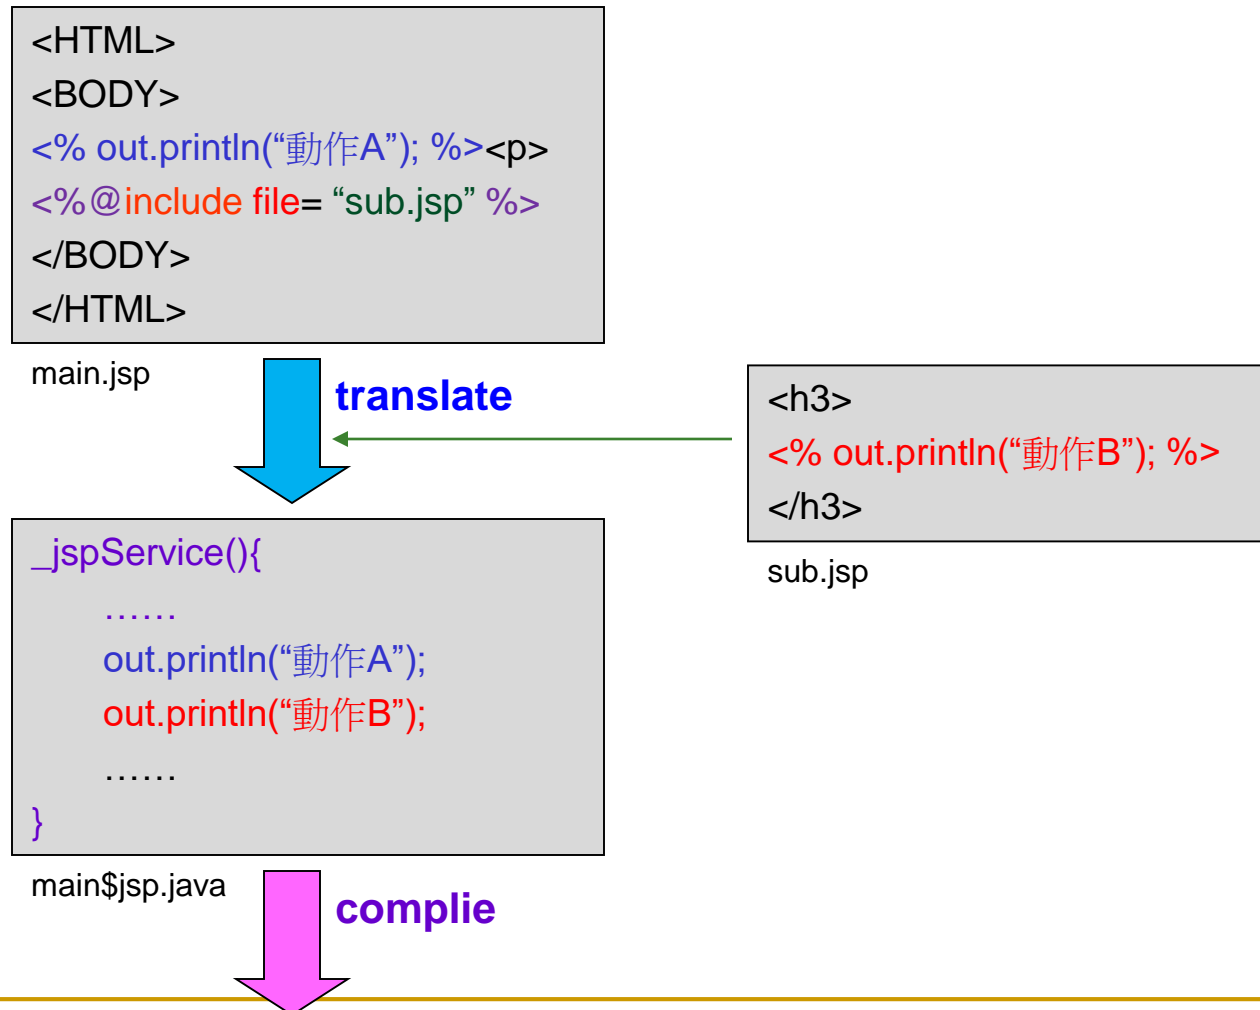 <HTML>
<BODY>
<% out.println(“動作A”); %><p>
<%@include file= “sub.jsp” %>
</BODY>
</HTML>
main.jsp
translate
<h3>
<% out.println(“動作B”); %>
</h3>
sub.jsp
_jspService(){
……
out.println(“動作A”);
out.println(“動作B”);
……
}
main$jsp.java
complie